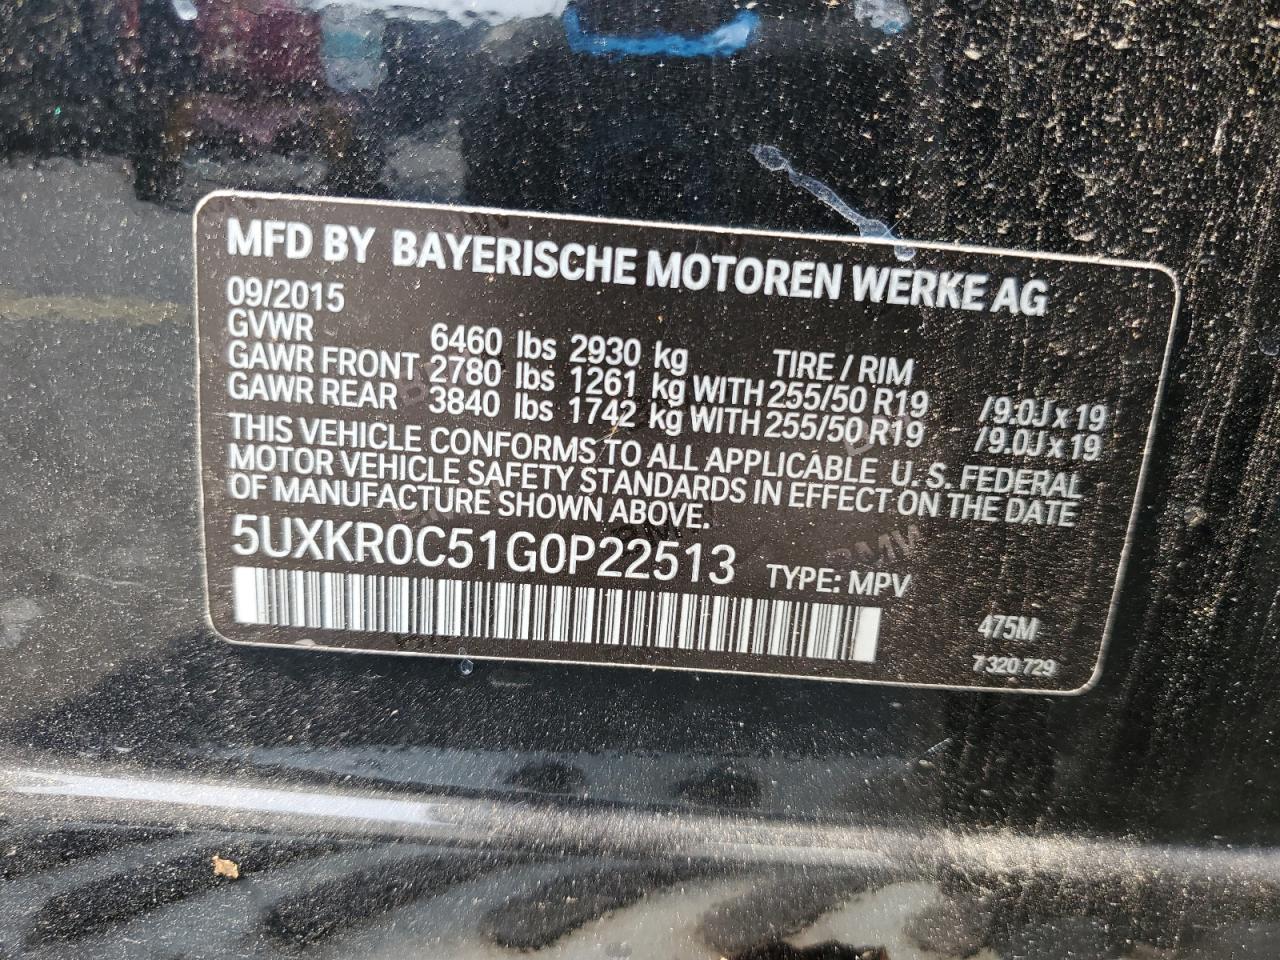 MFD BY BAYERISCHE MOTOREN WERKE AG
09/2015
GVWR 6460 lbs 2930 kg TIRE / RIM
GAWR FRONT 2780 lbs 1261 kg WITH 255/50 R19 /9.0J x 19
GAWR REAR 3840 lbs 1742 kg WITH 255/50 R19 /9.0J x 19
THIS VEHICLE CONFORMS TO ALL APPLICABLE U.S. FEDERAL
MOTOR VEHICLE SAFETY STANDARDS IN EFFECT ON THE DATE
OF MANUFACTURE SHOWN ABOVE.
5UXKR0C51G0P22513 TYPE: MPV
475M
7 320 729